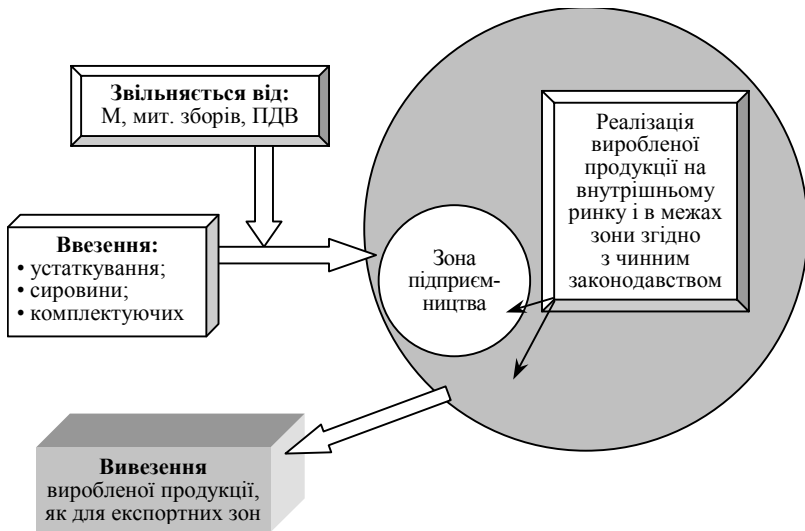 Звільняється від:
М, мит. зборів, ПДВ
Ввезення:
• устаткування;
• сировини;
• комплектуючих
Зона
підприєм-
ництва
Реалізація
виробленої
продукції на
внутрішньому
ринку і в межах
зони згідно
з чинним
законодавством
Вивезення
виробленої продукції,
як для експортних зон